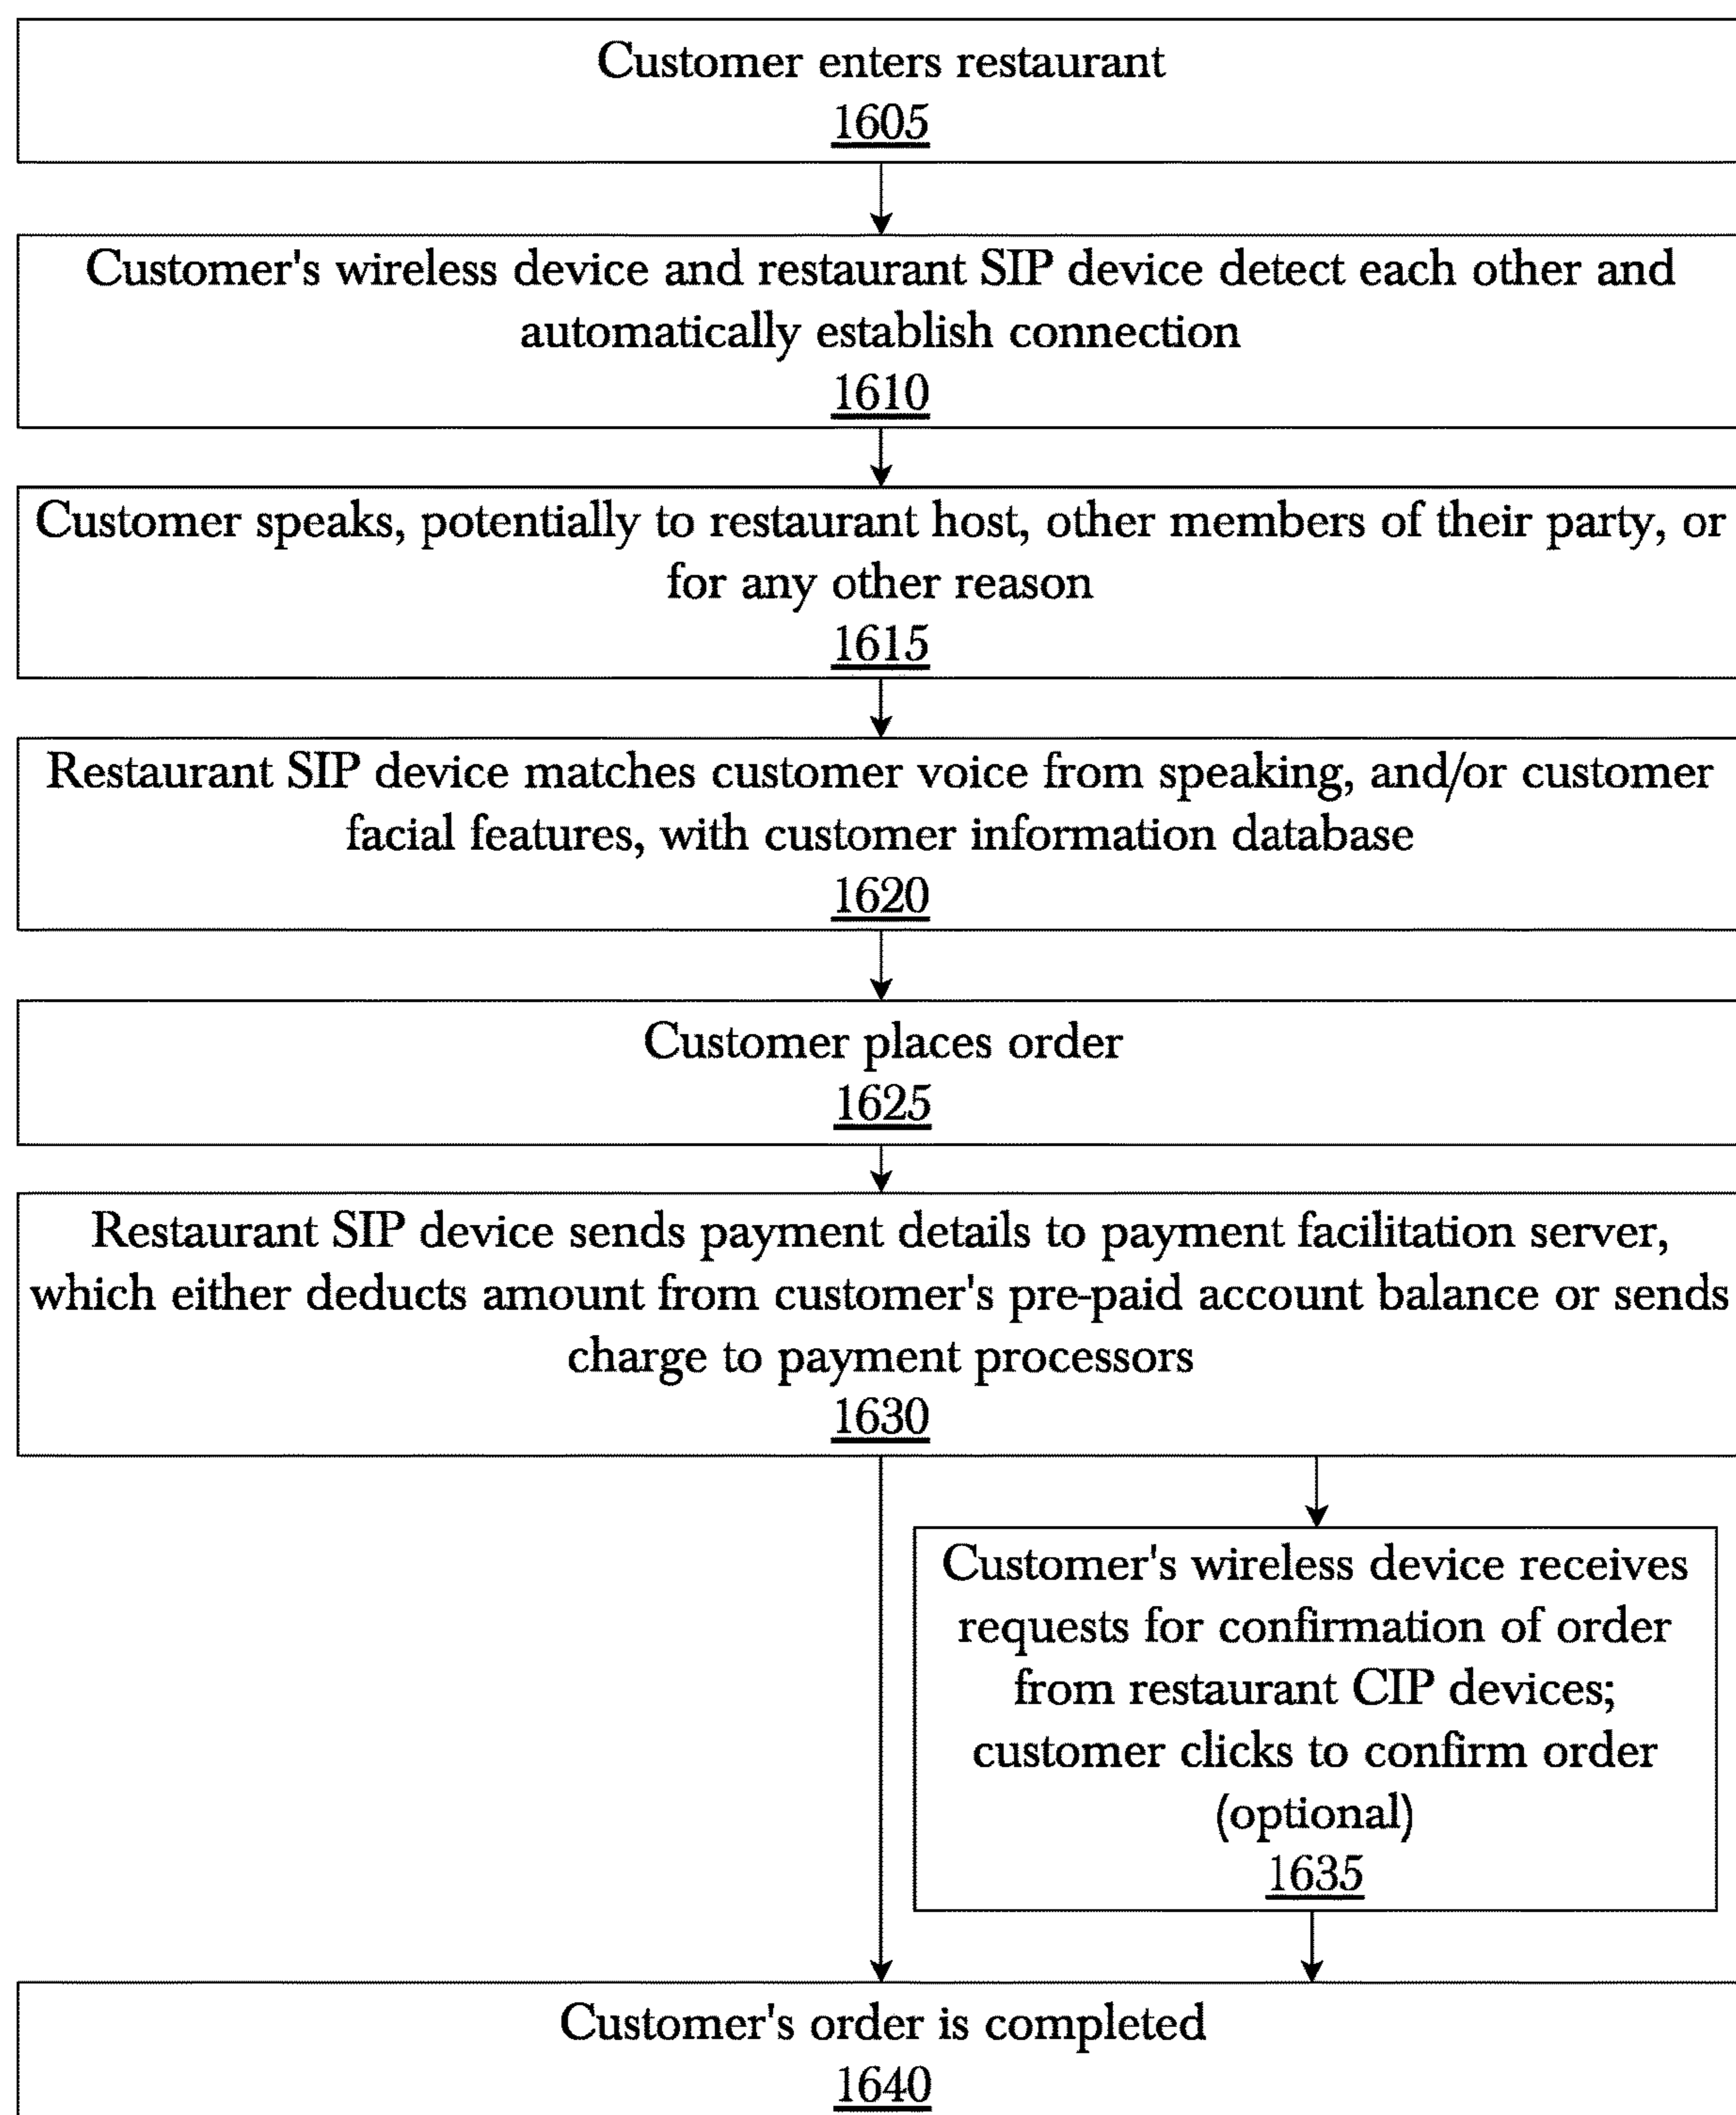 Customer enters restaurant
1605
Customer's wireless device and restaurant SIP device detect each other and
automatically establish connection
1610
Customer speaks, potentially to restaurant host, other members of their party, or
for any other reason
1615
Restaurant SIP device matches customer voice from speaking, and/or customer
facial features, with customer information database
1620
Customer places order
1625
Restaurant SIP device sends payment details to payment facilitation server,
which either deducts amount from customer's pre-paid account balance or sends
charge to payment processors
1630
Customer's wireless device receives
requests for confirmation of order
from restaurant CIP devices;
customer clicks to confirm order
(optional)
1635
Customer's order is completed
1640